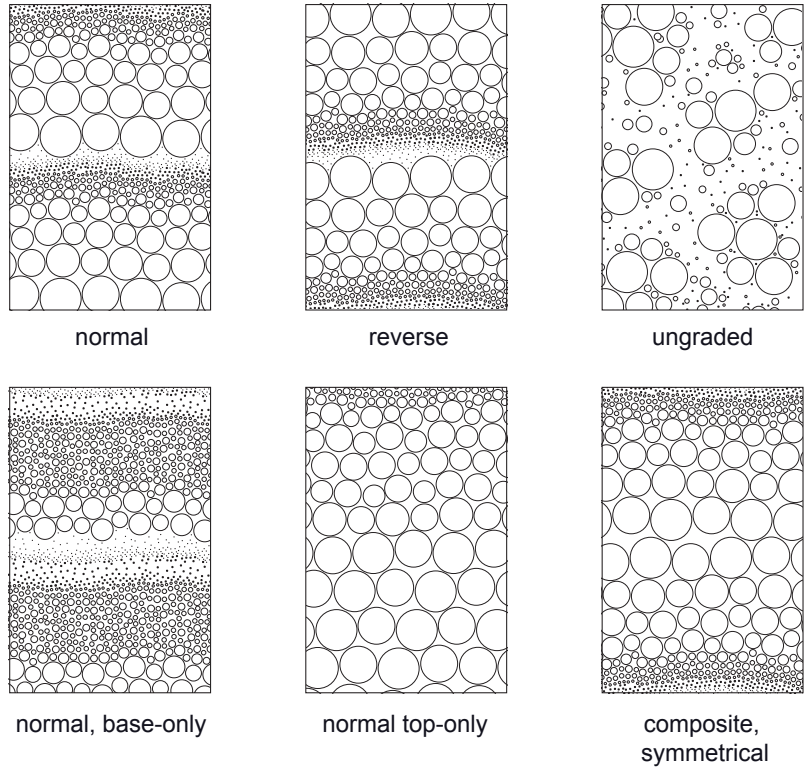 normal
reverse
ungraded
normal, base-only
normal top-only
composite,
symmetrical